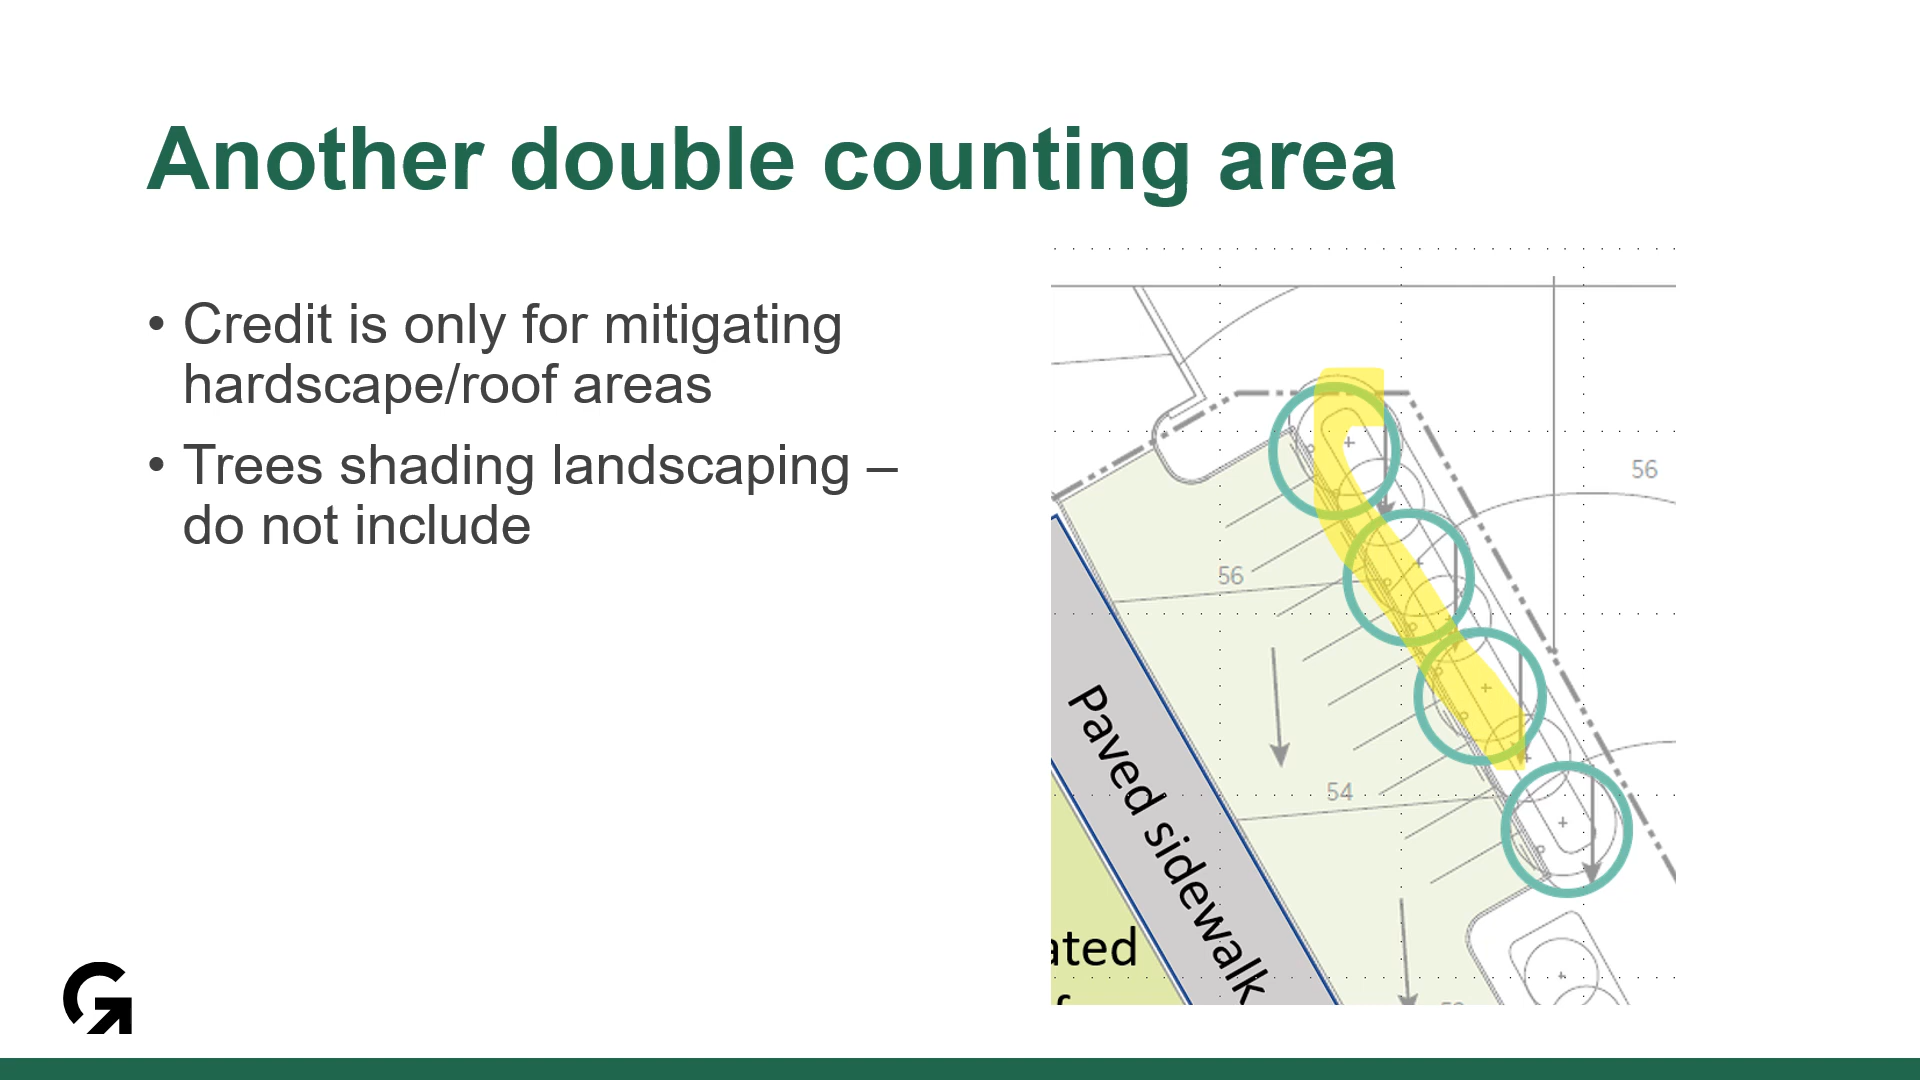 Another double counting area
• Credit is only for mitigating
hardscape/roof areas
• Trees shading landscaping –
do not include
56
56
54
Paved sidewalk
ated